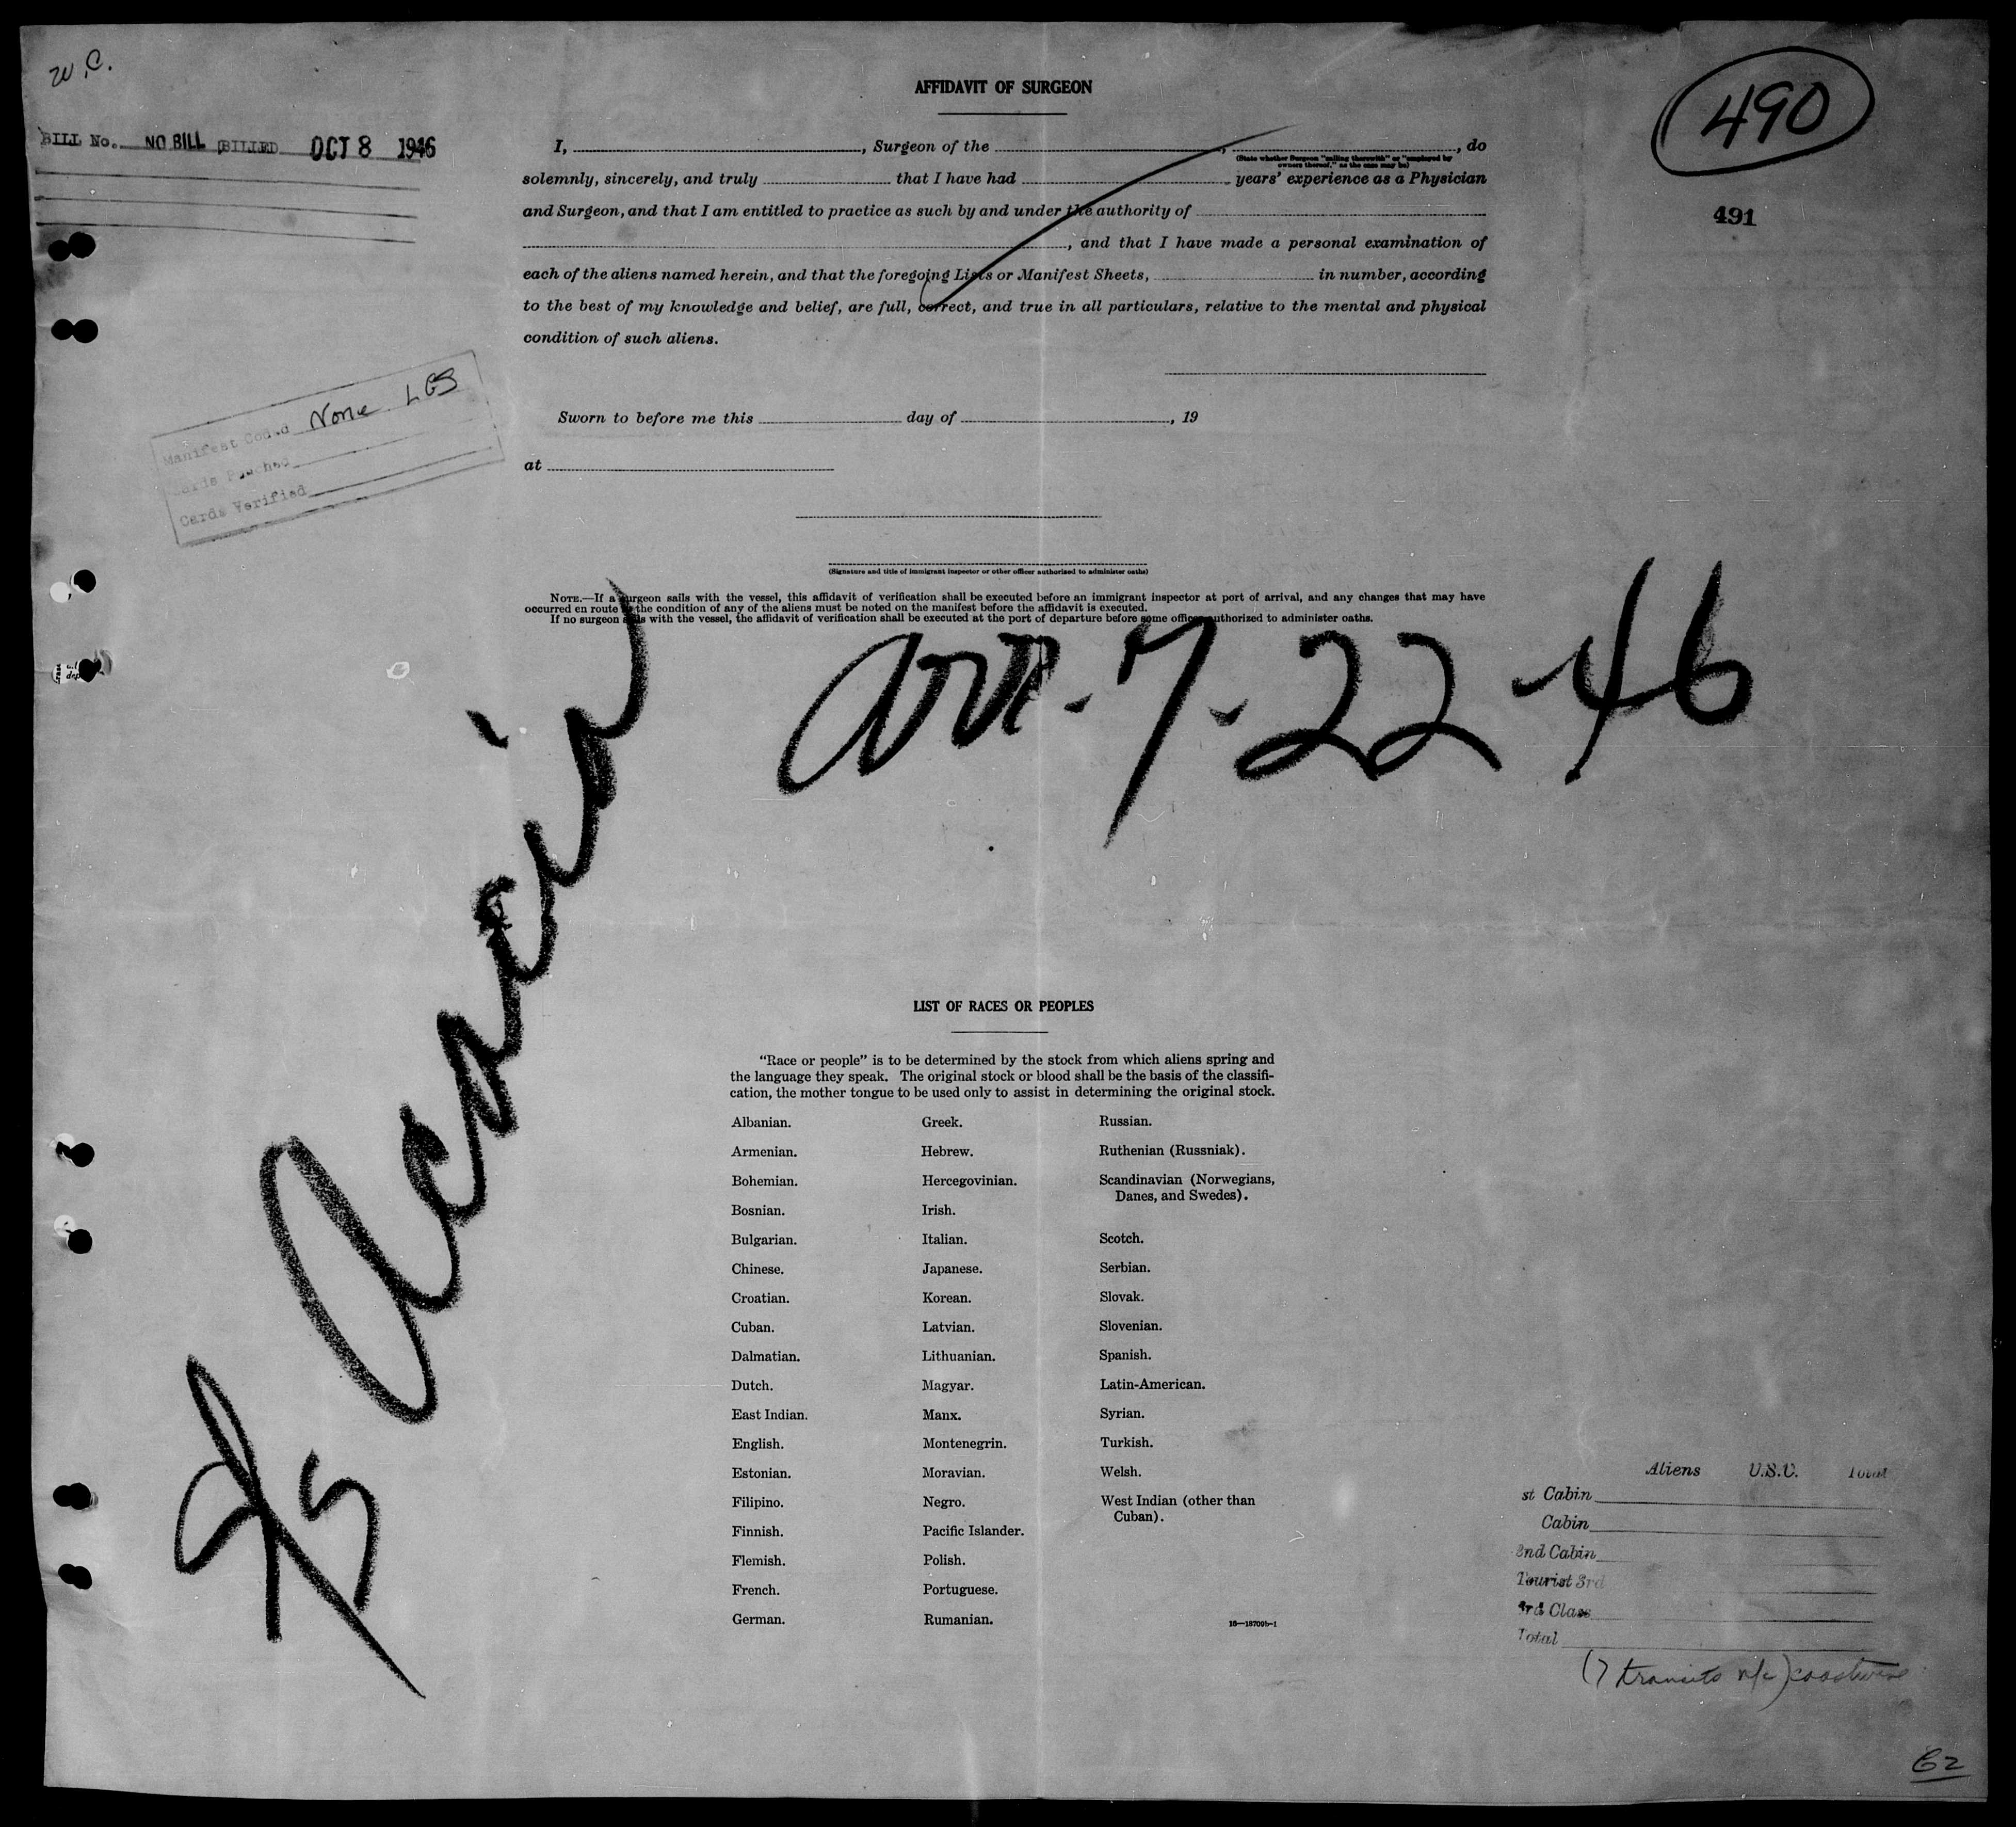 W.C.
BILL No. NO BILL BILLED OCT 8 1946
490
491
AFFIDAVIT OF SURGEON
I, , Surgeon of the , , do
(State whether Surgeon "sailing therewith" or "employed by
owners thereof," as the case may be)
solemnly, sincerely, and truly that I have had years' experience as a Physician
and Surgeon, and that I am entitled to practice as such by and under the authority of
, and that I have made a personal examination of
each of the aliens named herein, and that the foregoing Lists or Manifest Sheets, in number, according
to the best of my knowledge and belief, are full, correct, and true in all particulars, relative to the mental and physical
condition of such aliens.
Manifest Coded None LGS
Cards Punched
Cards Verified
Sworn to before me this day of , 19
at
(Signature and title of immigrant inspector or other officer authorized to administer oaths)
NOTE.—If a surgeon sails with the vessel, this affidavit of verification shall be executed before an immigrant inspector at port of arrival, and any changes that may have
occurred en route in the condition of any of the aliens must be noted on the manifest before the affidavit is executed.
If no surgeon sails with the vessel, the affidavit of verification shall be executed at the port of departure before some officer authorized to administer oaths.
arr. 7-22-46
S/S Acacia
LIST OF RACES OR PEOPLES
"Race or people" is to be determined by the stock from which aliens spring and
the language they speak. The original stock or blood shall be the basis of the classifi-
cation, the mother tongue to be used only to assist in determining the original stock.
Albanian.
Armenian.
Bohemian.
Bosnian.
Bulgarian.
Chinese.
Croatian.
Cuban.
Dalmatian.
Dutch.
East Indian.
English.
Estonian.
Filipino.
Finnish.
Flemish.
French.
German.
Greek.
Hebrew.
Hercegovinian.
Irish.
Italian.
Japanese.
Korean.
Latvian.
Lithuanian.
Magyar.
Manx.
Montenegrin.
Moravian.
Negro.
Pacific Islander.
Polish.
Portuguese.
Rumanian.
Russian.
Ruthenian (Russniak).
Scandinavian (Norwegians,
Danes, and Swedes).
Scotch.
Serbian.
Slovak.
Slovenian.
Spanish.
Latin-American.
Syrian.
Turkish.
Welsh.
West Indian (other than
Cuban).
16—18709b-1
Aliens U.S.C. Total
st Cabin
Cabin
2nd Cabin
Tourist 3rd
3rd Class
Total
(7 transits n/c) coastwise
62